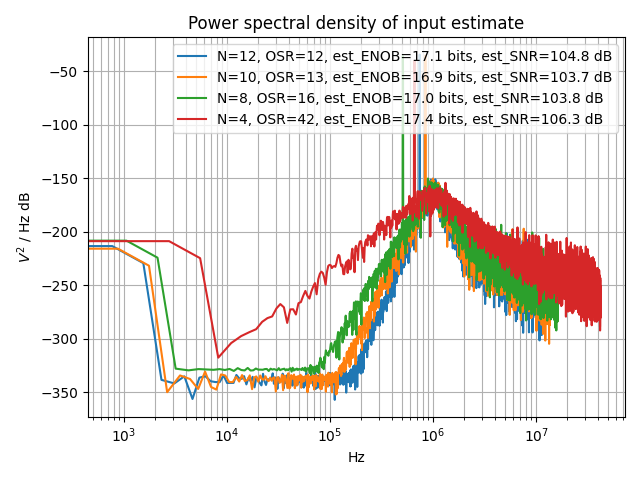 Power spectral density of input estimate
N=12, OSR=12, est_ENOB=17.1 bits, est_SNR=104.8 dB
N=10, OSR=13, est_ENOB=16.9 bits, est_SNR=103.7 dB
N=8, OSR=16, est_ENOB=17.0 bits, est_SNR=103.8 dB
N=4, OSR=42, est_ENOB=17.4 bits, est_SNR=106.3 dB
V² / Hz dB
−50
−100
−150
−200
−250
−300
−350
10³ 10⁴ 10⁵ 10⁶ 10⁷
Hz